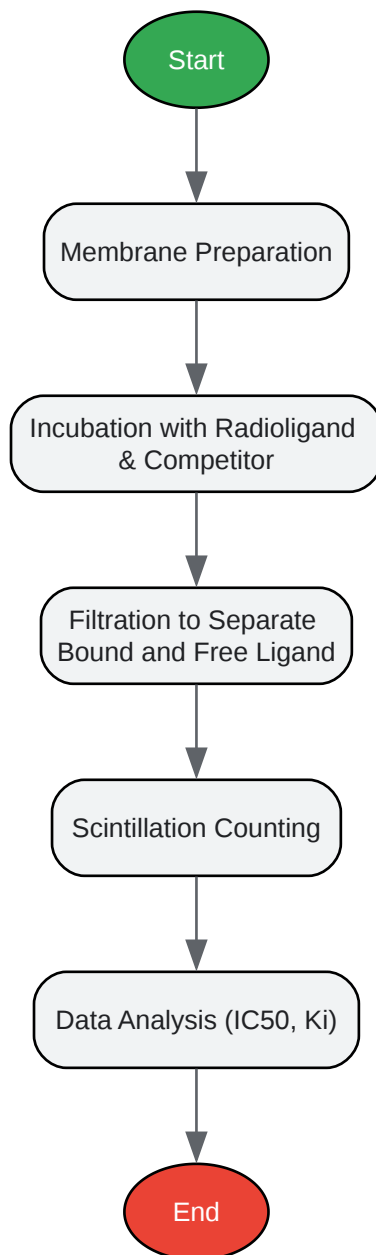 Start
Membrane Preparation
Incubation with Radioligand
& Competitor
Filtration to Separate
Bound and Free Ligand
Scintillation Counting
Data Analysis (IC50, Ki)
End